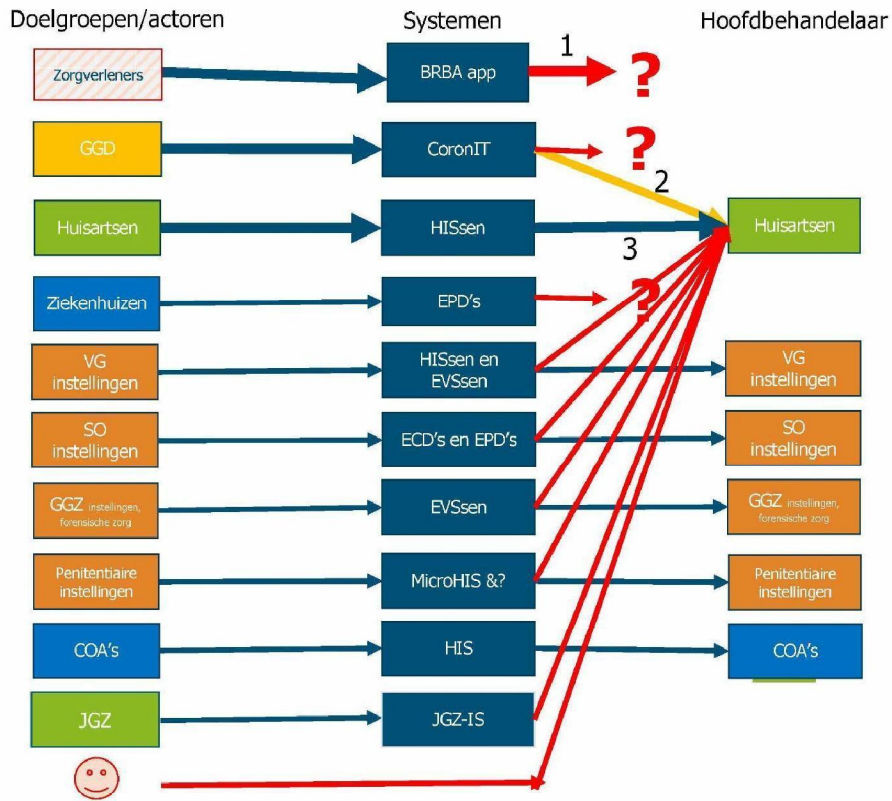 Doelgroepen/actoren
Systemen
Hoofdbehandelaar
1
Zorgverleners
BRBA app
?
GGD
CoronIT
?
2
Huisartsen
HISsen
Huisartsen
3
Ziekenhuizen
EPD's
?
VG
instellingen
HISsen en
EVSsen
VG
instellingen
SO
instellingen
ECD's en EPD's
SO
instellingen
GGZ instellingen,
forensische zorg
EVSsen
GGZ instellingen,
forensische zorg
Penitentiaire
instellingen
MicroHIS &?
Penitentiaire
instellingen
COA's
HIS
COA's
JGZ
JGZ-IS